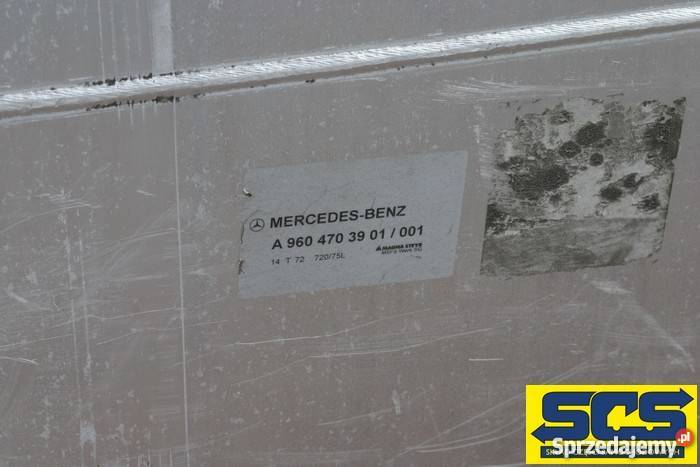 MERCEDES-BENZ
A 960 470 39 01 / 001
14 T 72 720/75L
MAGNA STEYR
SCS
Sprzedajemy.pl